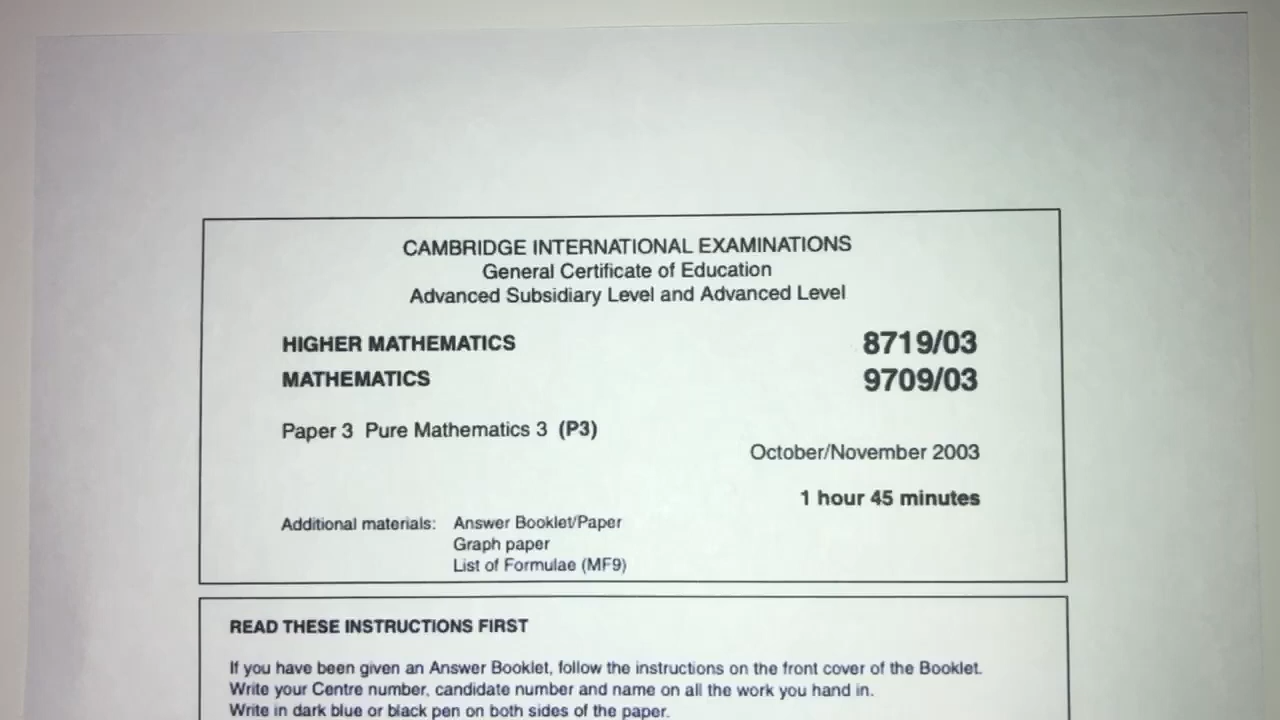 CAMBRIDGE INTERNATIONAL EXAMINATIONS
General Certificate of Education
Advanced Subsidiary Level and Advanced Level
HIGHER MATHEMATICS 8719/03
MATHEMATICS 9709/03
Paper 3 Pure Mathematics 3 (P3)
October/November 2003
1 hour 45 minutes
Additional materials: Answer Booklet/Paper
Graph paper
List of Formulae (MF9)
READ THESE INSTRUCTIONS FIRST
If you have been given an Answer Booklet, follow the instructions on the front cover of the Booklet.
Write your Centre number, candidate number and name on all the work you hand in.
Write in dark blue or black pen on both sides of the paper.